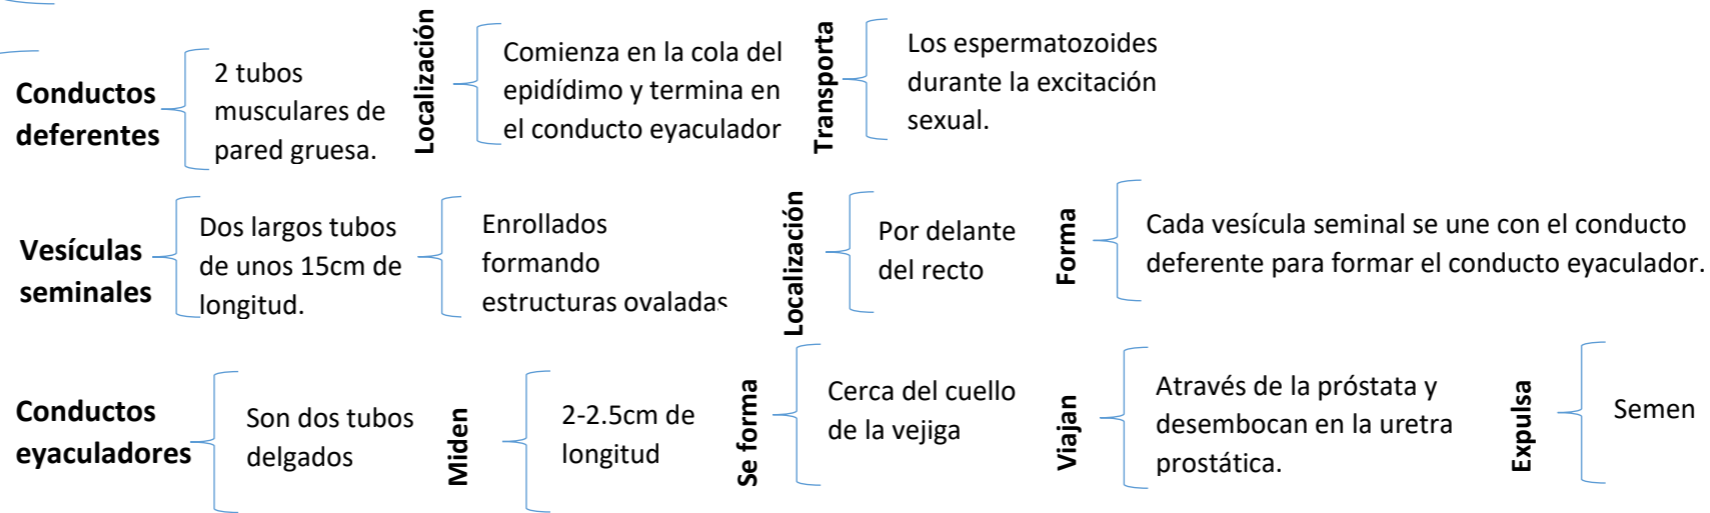 Conductos
deferentes
2 tubos
musculares de
pared gruesa.
Localización
Comienza en la cola del
epidídimo y termina en
el conducto eyaculador
Transporta
Los espermatozoides
durante la excitación
sexual.
Vesículas
seminales
Dos largos tubos
de unos 15cm de
longitud.
Enrollados
formando
estructuras ovaladas
Localización
Por delante
del recto
Forma
Cada vesícula seminal se une con el conducto
deferente para formar el conducto eyaculador.
Conductos
eyaculadores
Son dos tubos
delgados
Miden
2-2.5cm de
longitud
Se forma
Cerca del cuello
de la vejiga
Viajan
Através de la próstata y
desembocan en la uretra
prostática.
Expulsa
Semen